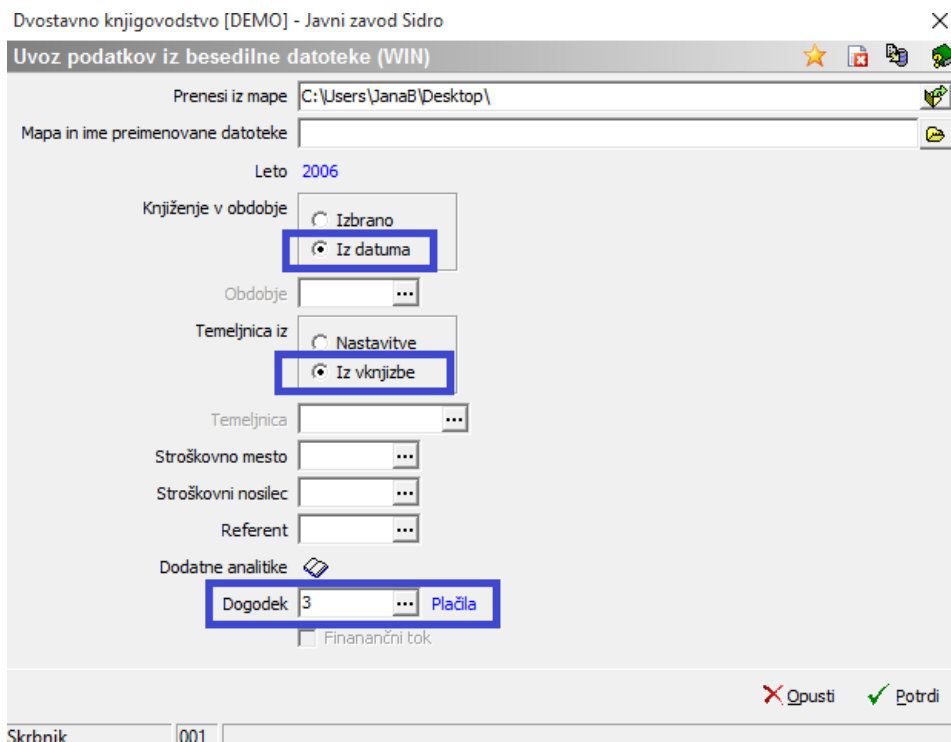 Dvostavno knjigovodstvo [DEMO] - Javni zavod Sidro
Uvoz podatkov iz besedilne datoteke (WIN)
Prenesi iz mape C:\Users\JanaB\Desktop\
Mapa in ime preimenovane datoteke
Leto 2006
Knjiženje v obdobje
Izbrano
Iz datuma
Obdobje ...
Temeljnica iz
Nastavitve
Iz vknjizbe
Temeljnica ...
Stroškovno mesto ...
Stroškovni nosilec ...
Referent ...
Dodatne analitike
Dogodek 3 ... Plačila
Finanančni tok
Opusti Potrdi
Skrbnik 001